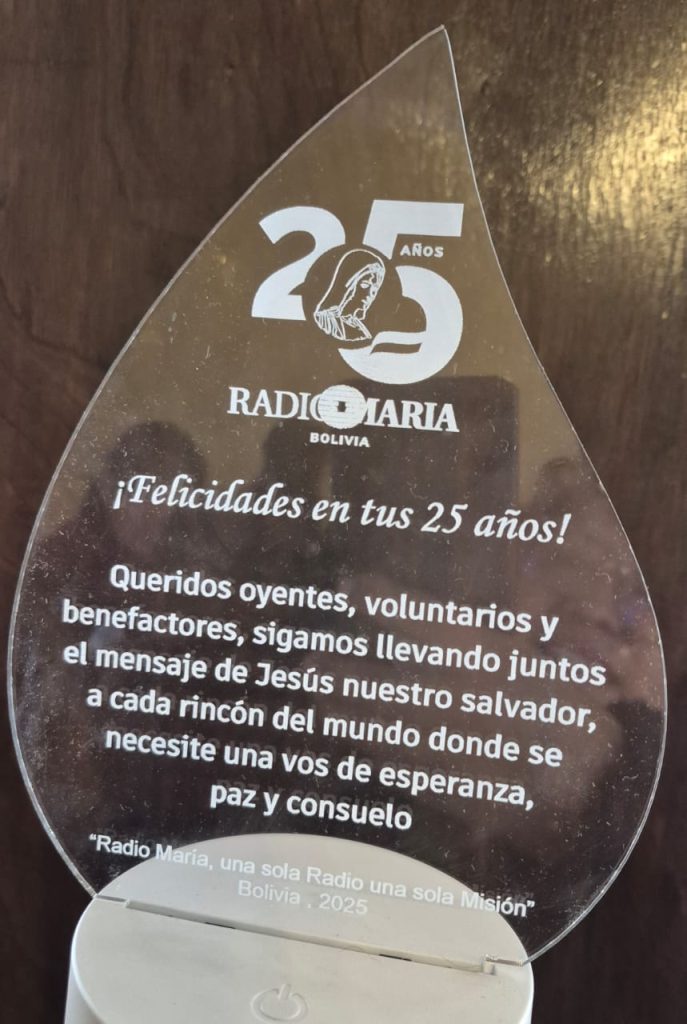 25
AÑOS
RADIO MARIA
BOLIVIA
¡Felicidades en tus 25 años!
Queridos oyentes, voluntarios y
benefactores, sigamos llevando juntos
el mensaje de Jesús nuestro salvador,
a cada rincón del mundo donde se
necesite una vos de esperanza,
paz y consuelo
“Radio María, una sola Radio una sola Misión”
Bolivia . 2025